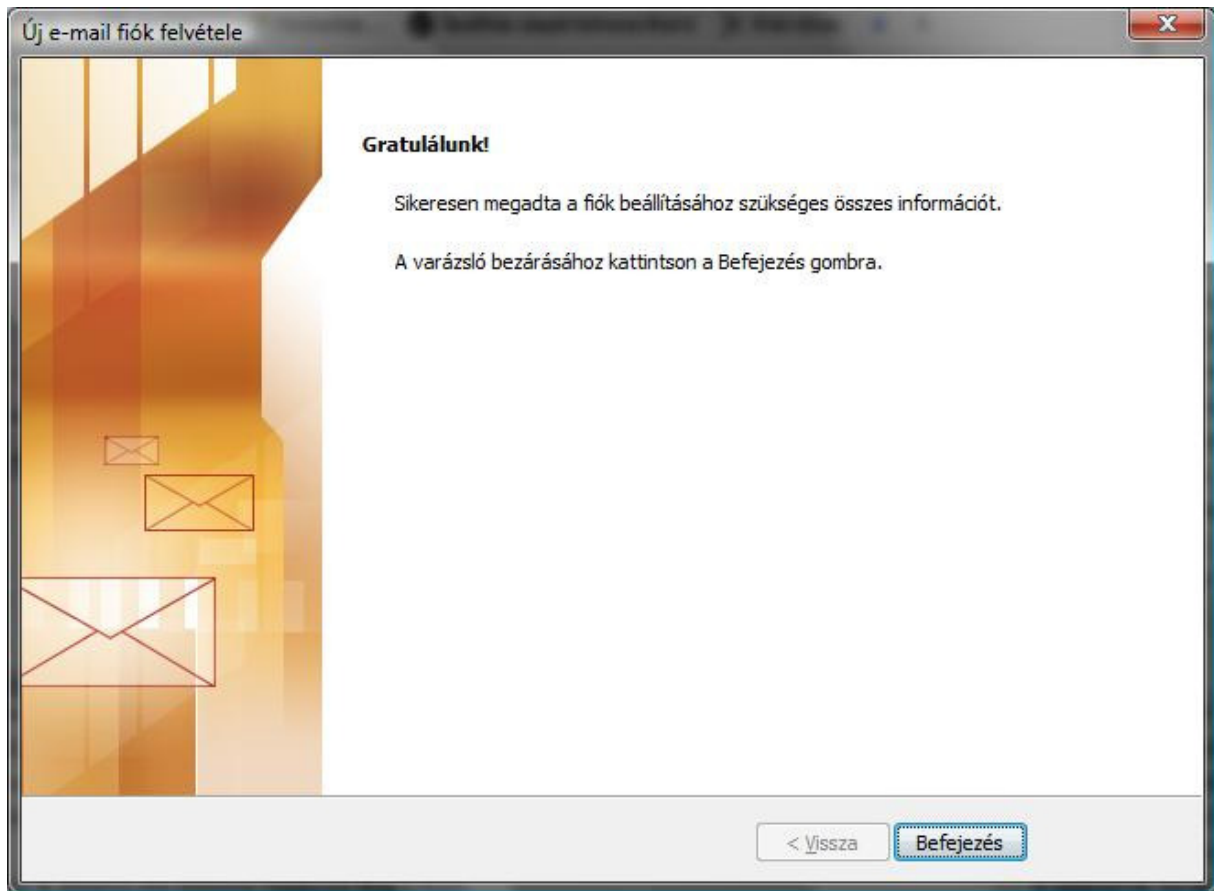 Új e-mail fiók felvétele
Gratulálunk!
Sikeresen megadta a fiók beállításához szükséges összes információt.
A varázsló bezárásához kattintson a Befejezés gombra.
< Vissza
Befejezés